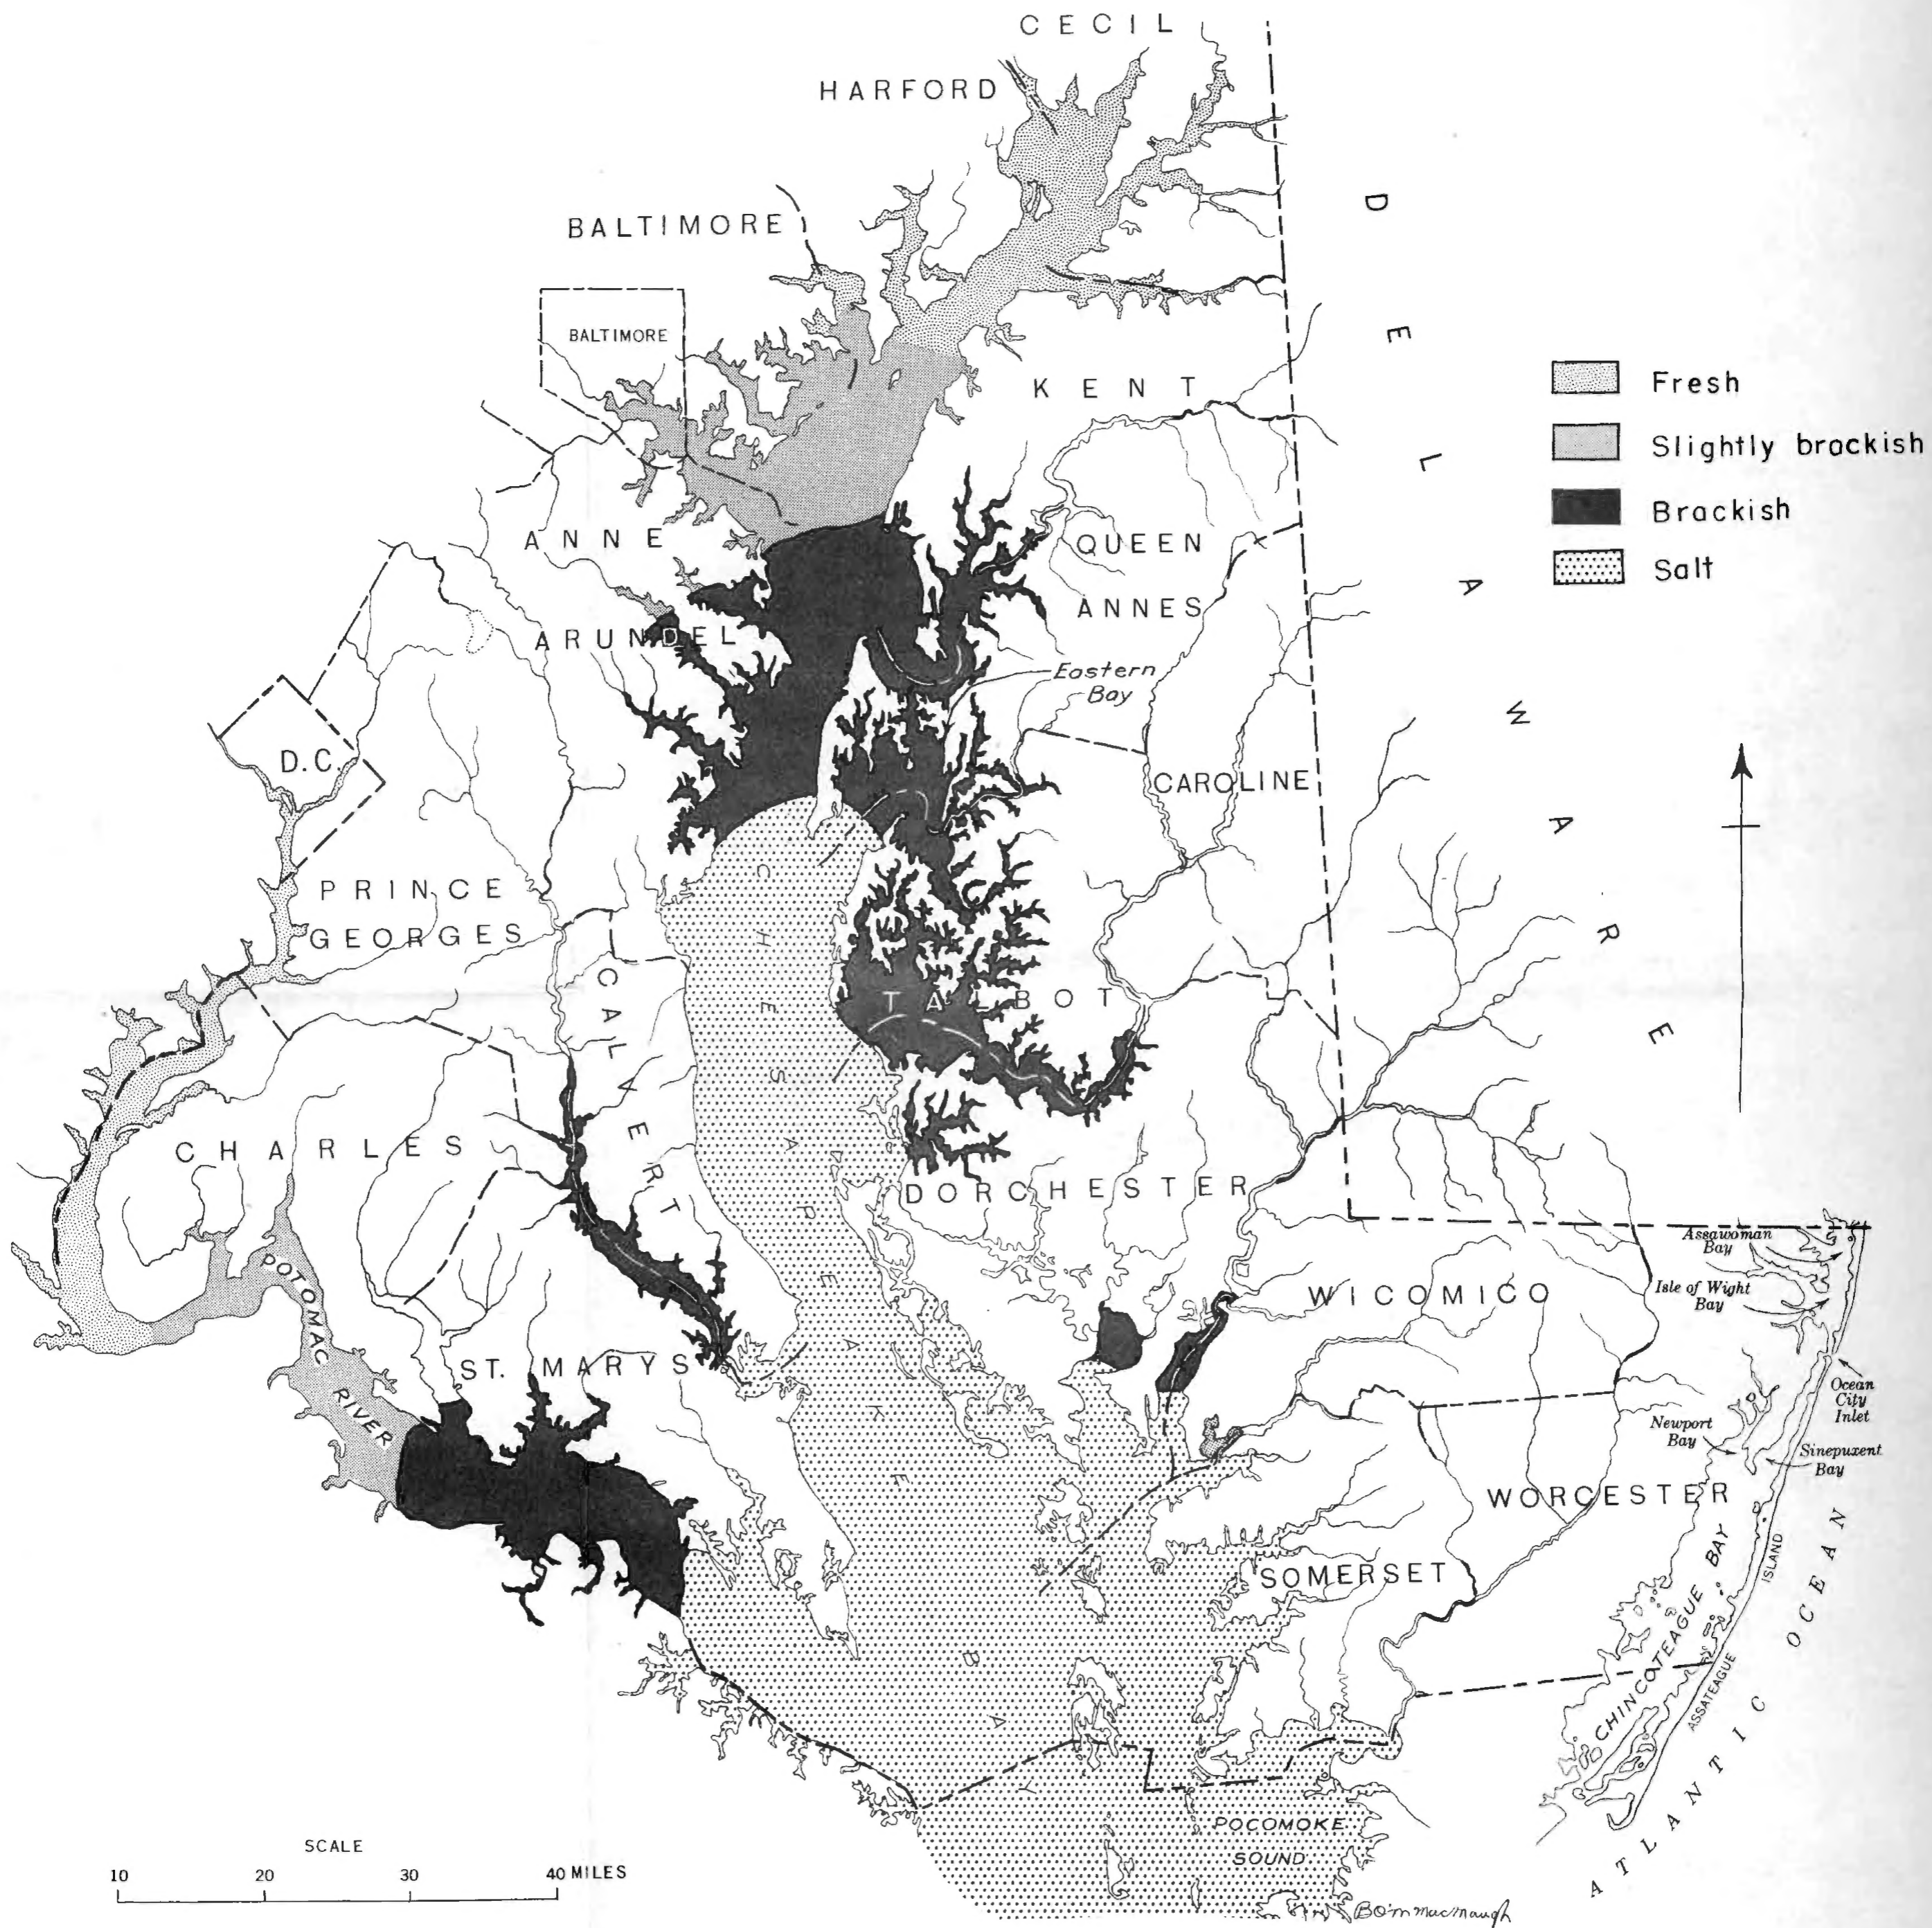 CECIL
HARFORD
BALTIMORE
BALTIMORE
KENT
DELAWARE
Fresh
Slightly brackish
Brackish
Salt
ANNE
ARUNDEL
QUEEN
ANNES
Eastern
Bay
D.C.
CAROLINE
PRINCE
GEORGES
CALVERT
CHESAPEAKE BAY
TALBOT
CHARLES
DORCHESTER
POTOMAC
RIVER
ST. MARYS
WICOMICO
Assawoman
Bay
Isle of Wight
Bay
Ocean
City
Inlet
Newport
Bay
Sinepuxent
Bay
WORCESTER
SOMERSET
CHINCOTEAGUE BAY
ASSATEAGUE
ISLAND
ATLANTIC OCEAN
POCOMOKE
SOUND
SCALE
10 20 30 40 MILES